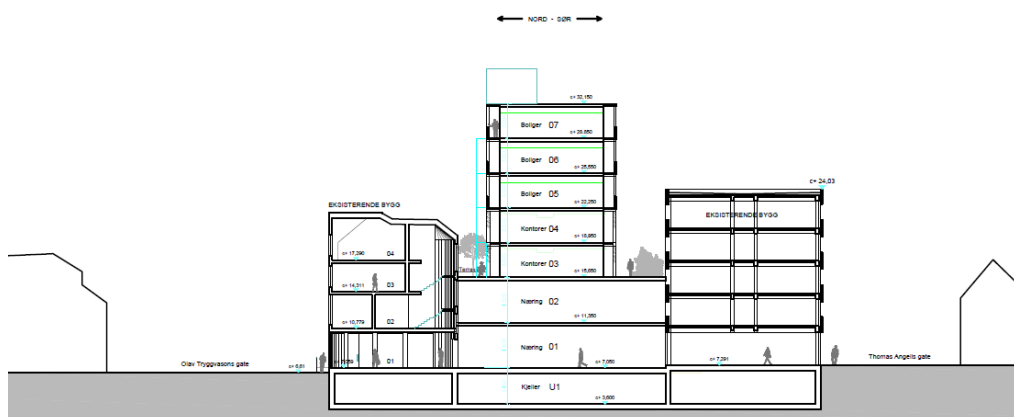 NORD - SØR
c+ 32,150
Boliger 07
c+ 28,850
Boliger 06
c+ 25,550
Boliger 05
c+ 22,250
c+ 24,03
EKSISTERENDE BYGG
EKSISTERENDE BYGG
Kontorer 04
c+ 18,950
c+ 17,290
04
Kontorer 03
c+ 15,650
c+ 14,311
03
Næring 02
c+ 11,350
c+ 10,779
02
Næring 01
c+ 7,050
01
c+ 7,291
Olav Tryggvasons gate
c+ 6,61
Thomas Angells gate
Kjeller U1
c+ 3,600